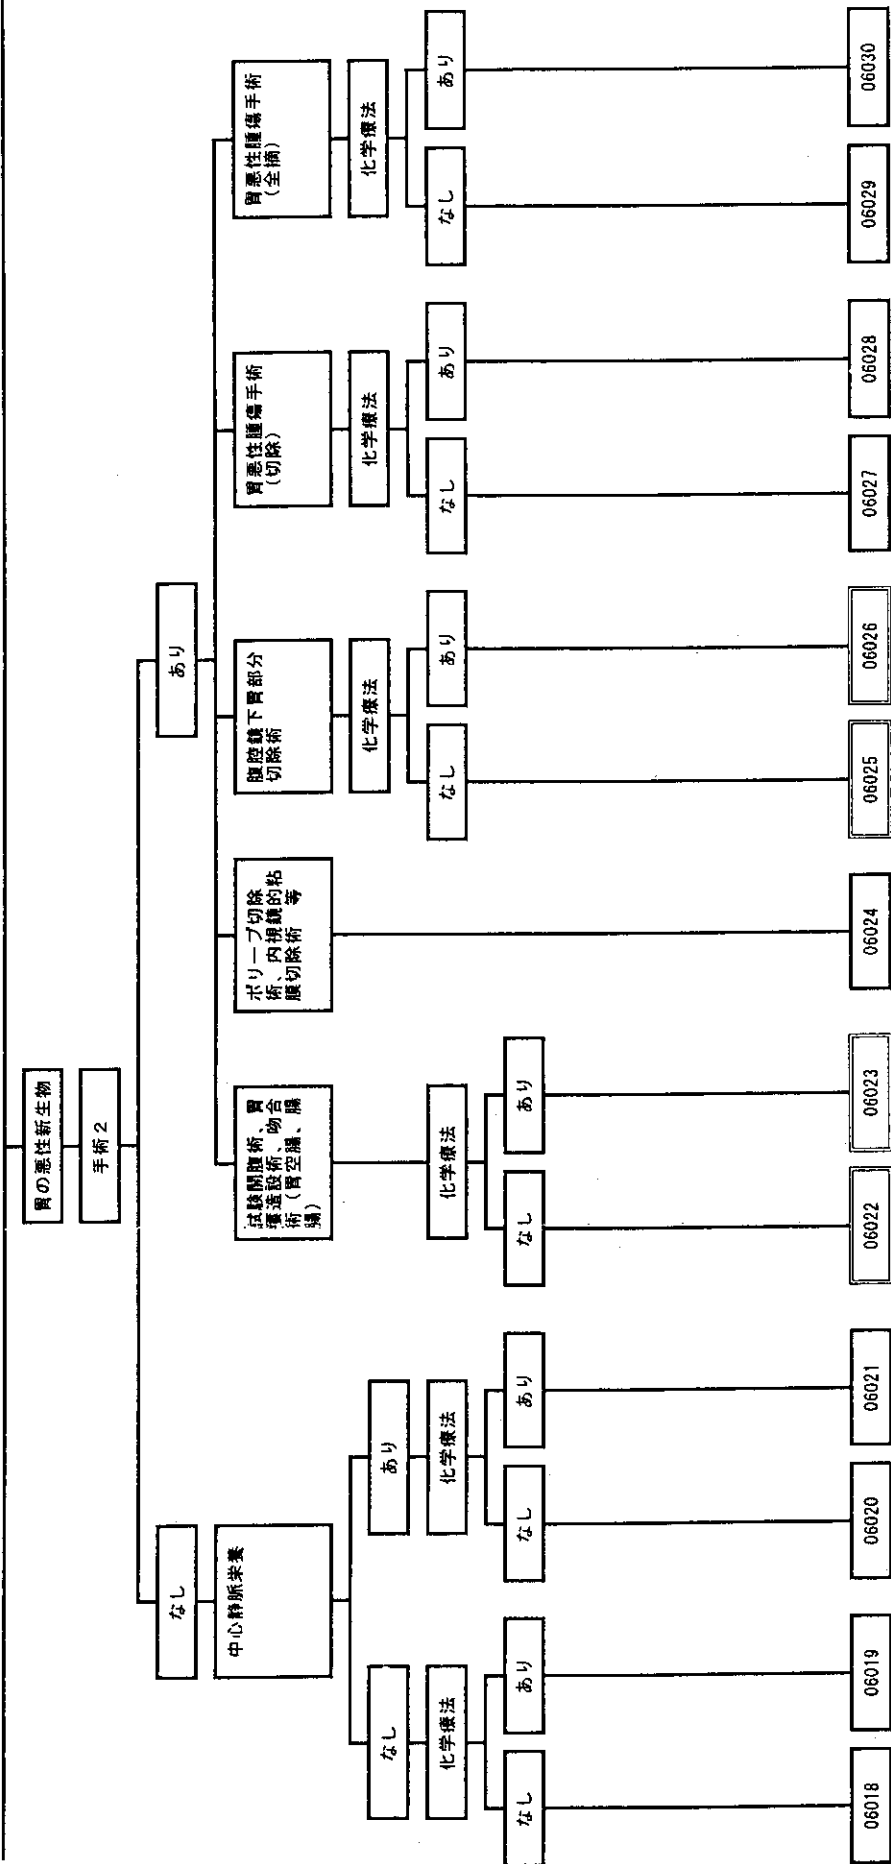 胃の悪性新生物
手術2
なし
あり
中心静脈栄養
試験開腹術、胃
瘻造設術、吻合
術（胃空腸、腸
腸）
ポリープ切除
術、内視鏡的粘
膜切除術　等
腹腔鏡下胃部分
切除術
胃悪性腫瘍手術
（切除）
胃悪性腫瘍手術
（全摘）
なし
あり
化学療法
化学療法
化学療法
化学療法
化学療法
化学療法
なし
あり
なし
あり
なし
あり
なし
あり
なし
あり
なし
あり
06018
06019
06020
06021
06022
06023
06024
06025
06026
06027
06028
06029
06030